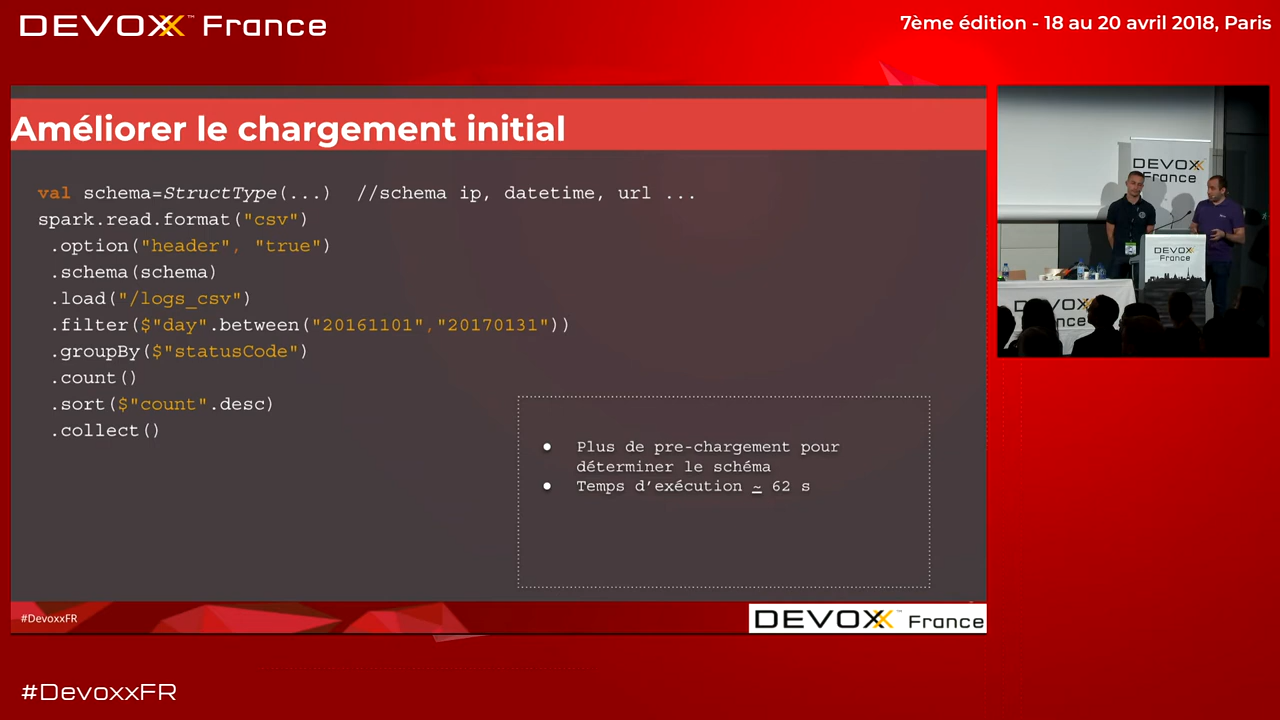 DEVOXX™ France
7ème édition - 18 au 20 avril 2018, Paris
Améliorer le chargement initial
val schema=StructType(...)  //schema ip, datetime, url ...
spark.read.format("csv")
.option("header", "true")
.schema(schema)
.load("/logs_csv")
.filter($"day".between("20161101","20170131"))
.groupBy($"statusCode")
.count()
.sort($"count".desc)
.collect()
● Plus de pre-chargement pour
déterminer le schéma
● Temps d'exécution ~ 62 s
#DevoxxFR
DEVOXX™ France
DEVOXX
France
DEVOXX
France
DEVOXX
#DevoxxFR